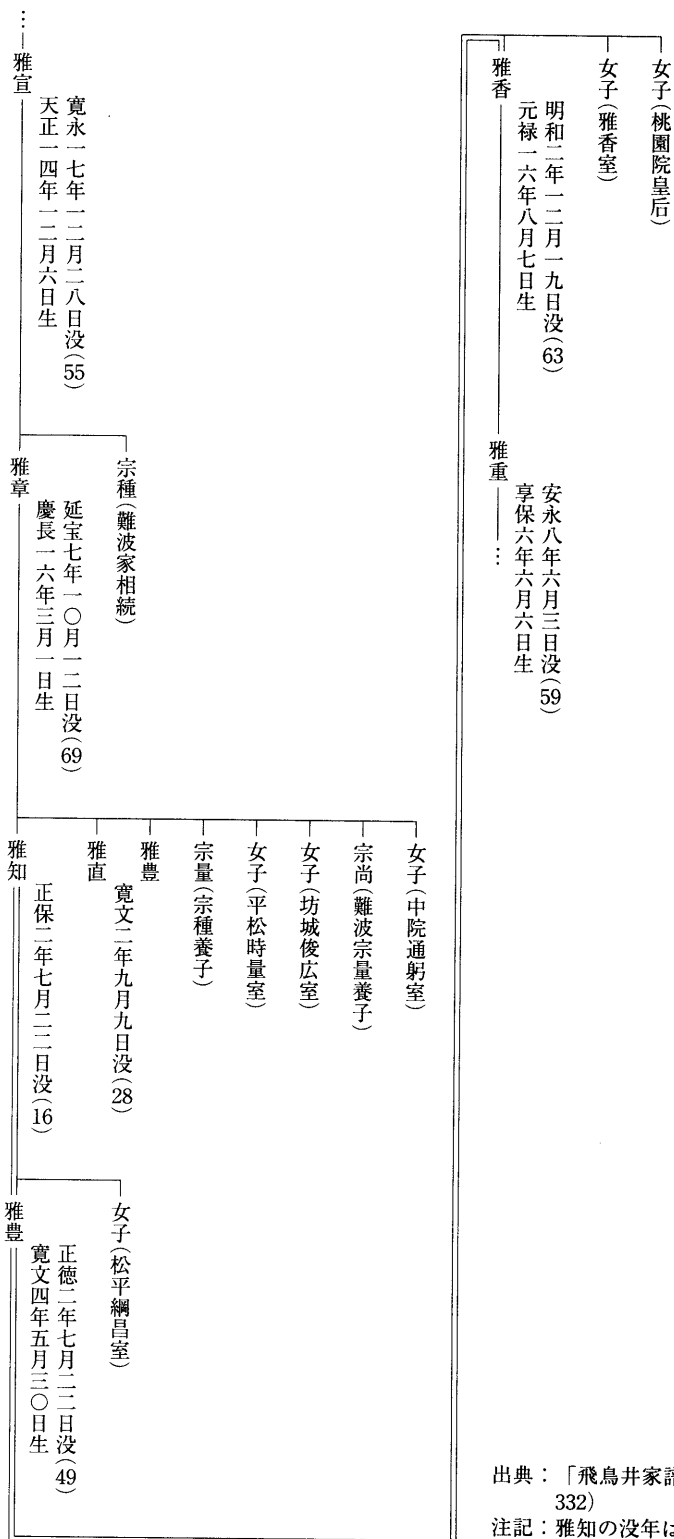 女子(桃園院皇后)
女子(雅香室)
雅香
明和二年一二月一九日没(63)
元禄一六年八月七日生
雅重……
安永八年六月三日没(59)
享保六年六月六日生
……雅宣
寛永一七年一二月二八日没(55)
天正一四年一二月六日生
宗種(難波家相続)
雅章
延宝七年一〇月一二日没(69)
慶長一六年三月一日生
女子(中院通躬室)
宗尚(難波宗量養子)
女子(坊城俊広室)
女子(平松時量室)
宗量(宗種養子)
雅豊
雅直
寛文二年九月九日没(28)
雅知
正保二年七月二二日没(16)
女子(松平綱昌室)
雅豊
正徳二年七月二二日没(49)
寛文四年五月三〇日生
出典：「飛鳥井家譜
332)
注記：雅知の没年は